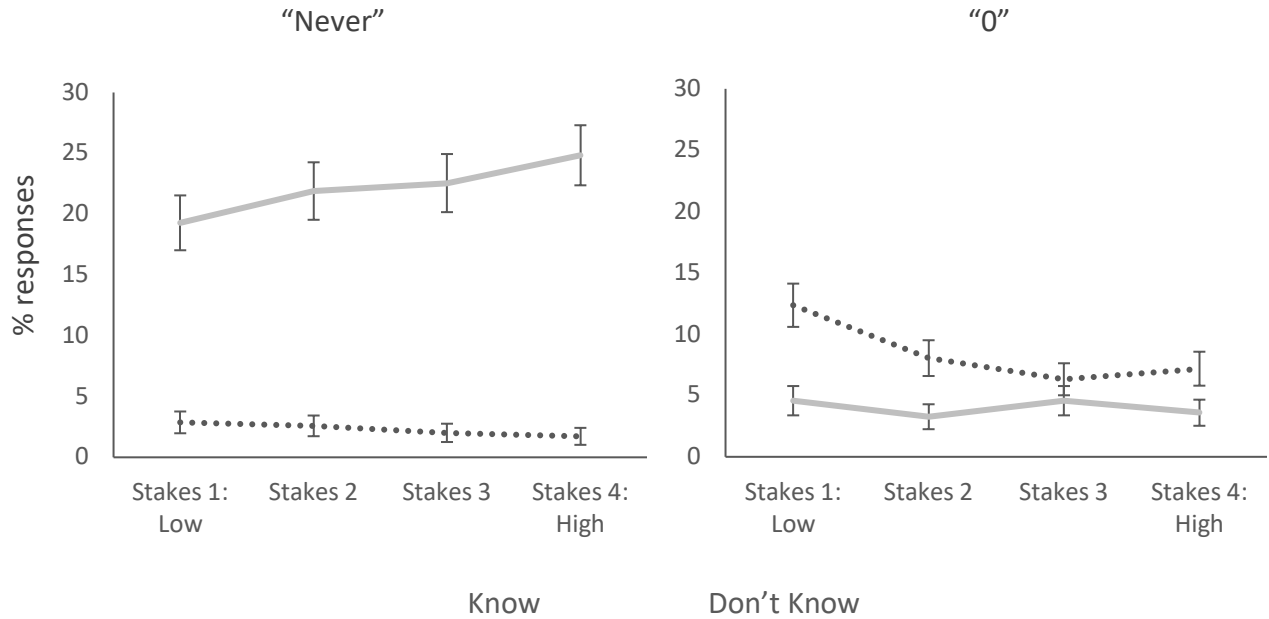 “Never”
“0”
% responses
30
25
20
15
10
5
0
Stakes 1:
Low
Stakes 2
Stakes 3
Stakes 4:
High
30
25
20
15
10
5
0
Stakes 1:
Low
Stakes 2
Stakes 3
Stakes 4:
High
Know
Don’t Know